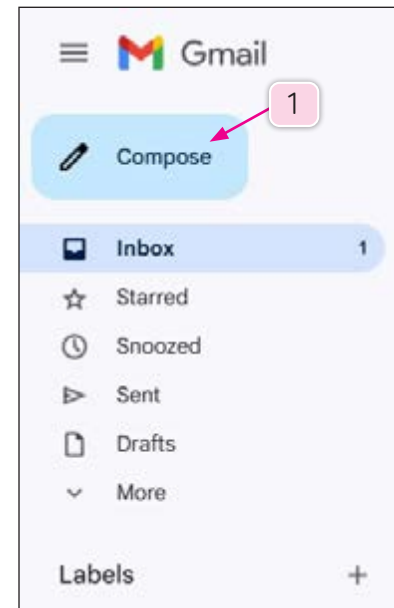 Gmail
1
Compose
Inbox 1
Starred
Snoozed
Sent
Drafts
More
Labels +